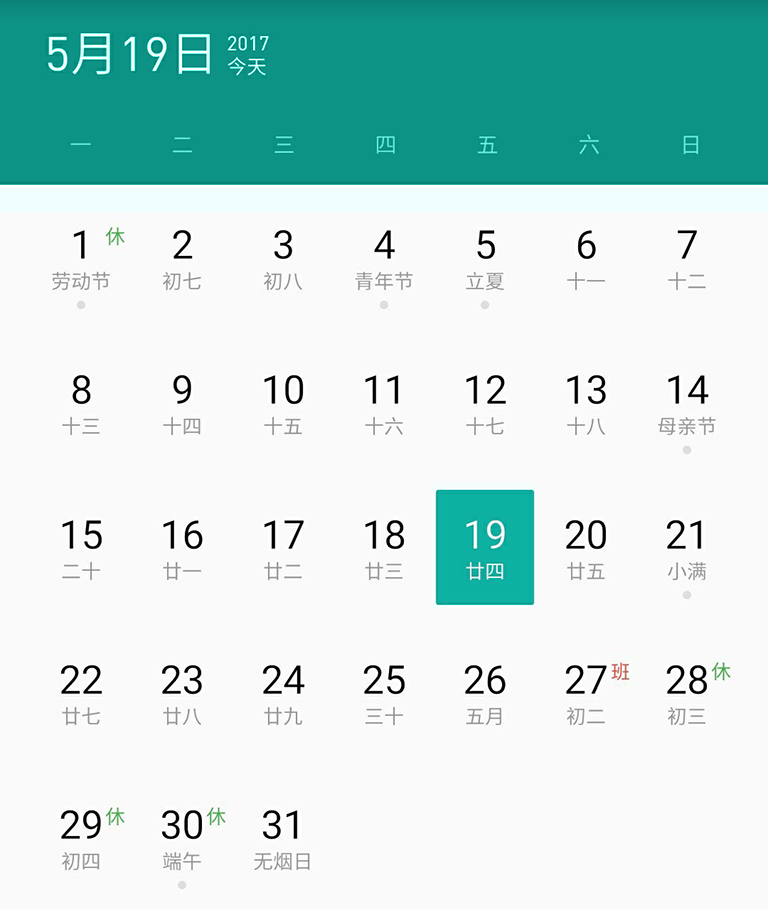 5月19日 2017
今天
一 二 三 四 五 六 日
1 休 2 3 4 5 6 7
劳动节 初七 初八 青年节 立夏 十一 十二
8 9 10 11 12 13 14
十三 十四 十五 十六 十七 十八 母亲节
15 16 17 18 19 20 21
二十 廿一 廿二 廿三 廿四 廿五 小满
22 23 24 25 26 27 班 28 休
廿七 廿八 廿九 三十 五月 初二 初三
29 休 30 休 31
初四 端午 无烟日